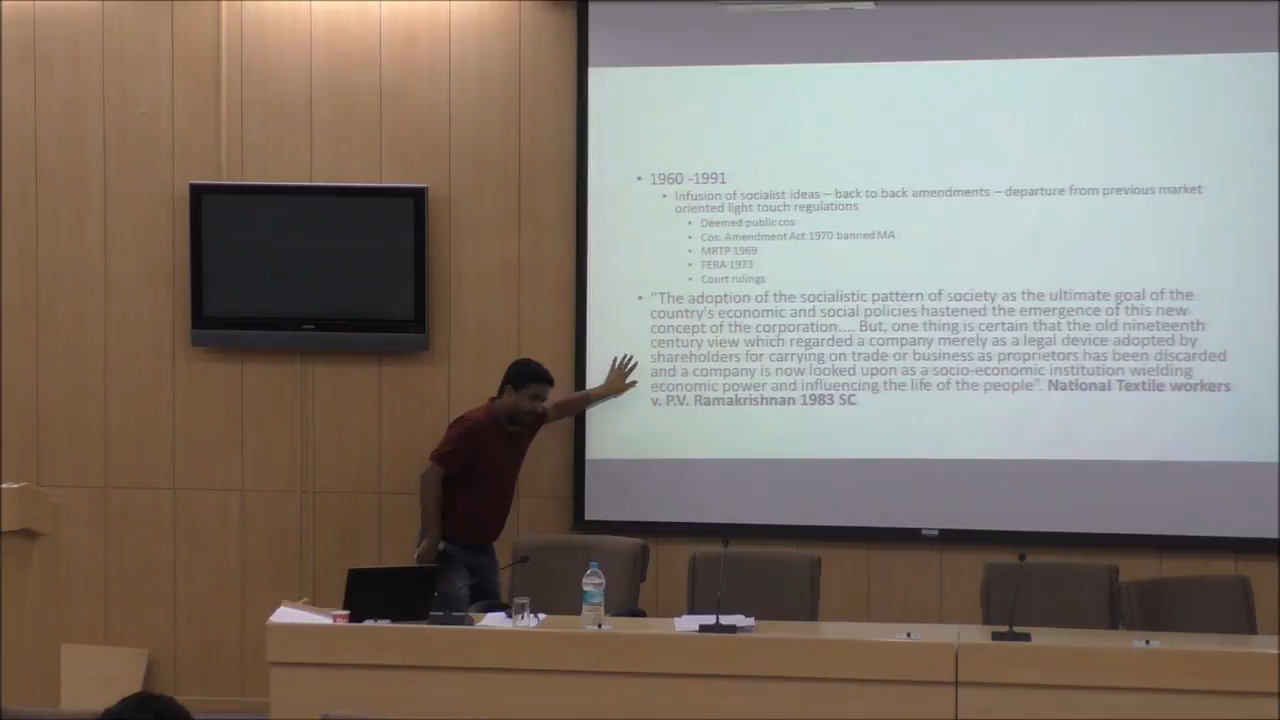 • 1960 -1991
• Infusion of socialist ideas – back to back amendments – departure from previous market
oriented light touch regulations
• Deemed public cos
• Cos. Amendment Act 1970 banned MA
• MRTP 1969
• FERA 1973
• Court rulings
• “The adoption of the socialistic pattern of society as the ultimate goal of the
country's economic and social policies hastened the emergence of this new
concept of the corporation.... But, one thing is certain that the old nineteenth
century view which regarded a company merely as a legal device adopted by
shareholders for carrying on trade or business as proprietors has been discarded
and a company is now looked upon as a socio-economic institution wielding
economic power and influencing the life of the people”. National Textile workers
v. P.V. Ramakrishnan 1983 SC